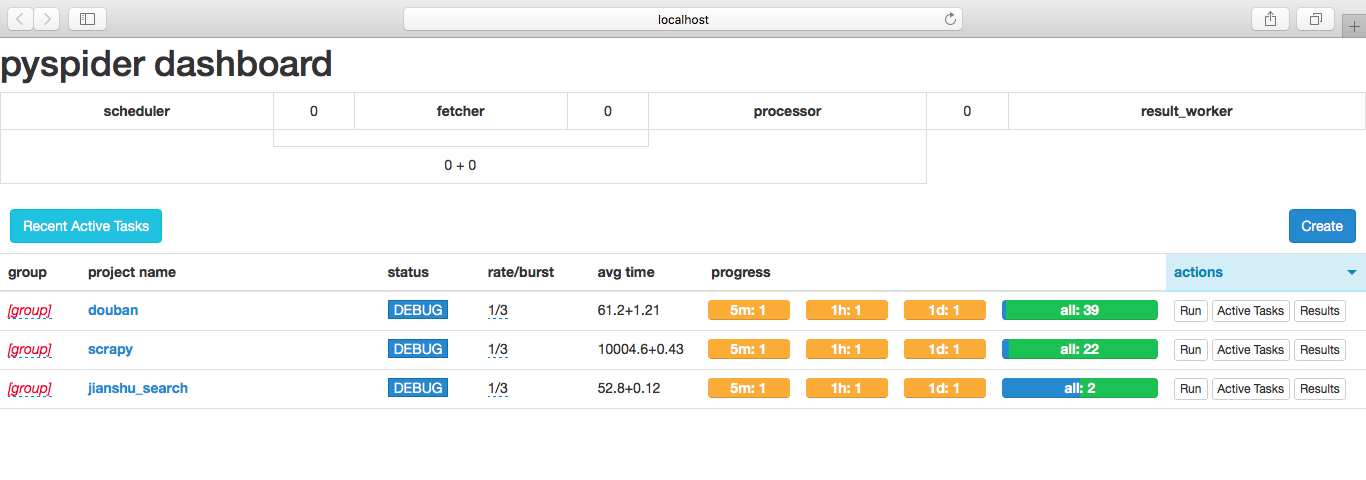 localhost
pyspider dashboard
scheduler 0 fetcher 0 processor 0 result_worker
0 + 0
Recent Active Tasks Create
group project name status rate/burst avg time progress actions
[group] douban DEBUG 1/3 61.2+1.21 5m: 1 1h: 1 1d: 1 all: 39 Run Active Tasks Results
[group] scrapy DEBUG 1/3 10004.6+0.43 5m: 1 1h: 1 1d: 1 all: 22 Run Active Tasks Results
[group] jianshu_search DEBUG 1/3 52.8+0.12 5m: 1 1h: 1 1d: 1 all: 2 Run Active Tasks Results